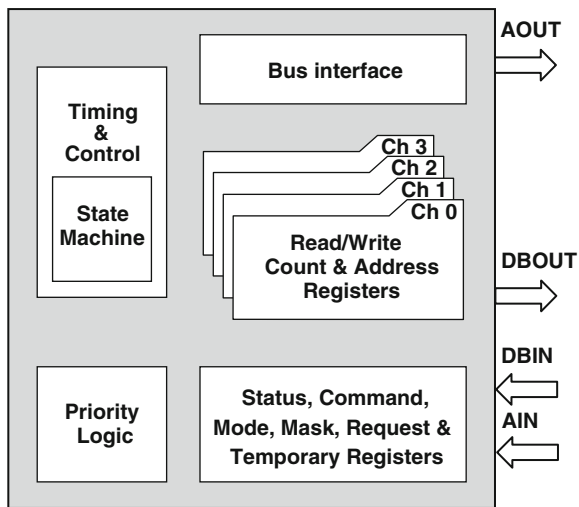 AOUT
Bus interface
Timing
&
Control
State
Machine
Ch 3
Ch 2
Ch 1
Ch 0
Read/Write
Count & Address
Registers
DBOUT
DBIN
AIN
Priority
Logic
Status, Command,
Mode, Mask, Request &
Temporary Registers